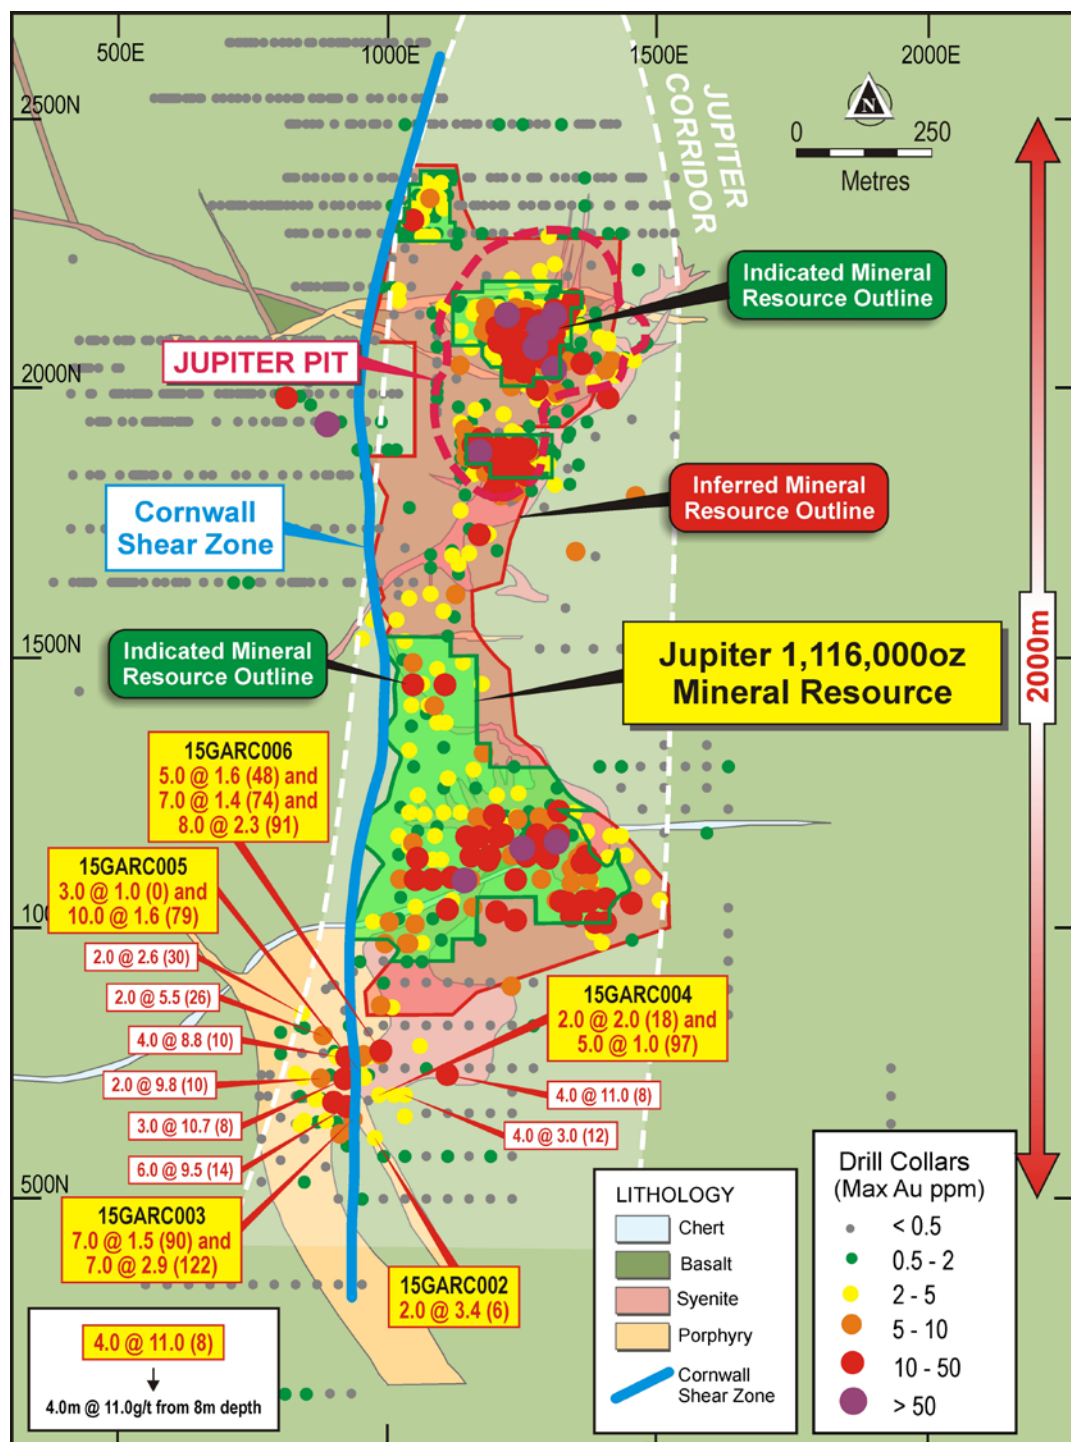 500E
1000E
1500E
2000E
2500N
JUPITER
CORRIDOR
N
0
250
Metres
Indicated Mineral
Resource Outline
JUPITER PIT
2000N
Cornwall
Shear Zone
Inferred Mineral
Resource Outline
1500N
Indicated Mineral
Resource Outline
Jupiter 1,116,000oz
Mineral Resource
2000m
15GARC006
5.0 @ 1.6 (48) and
7.0 @ 1.4 (74) and
8.0 @ 2.3 (91)
15GARC005
3.0 @ 1.0 (0) and
10.0 @ 1.6 (79)
2.0 @ 2.6 (30)
2.0 @ 5.5 (26)
4.0 @ 8.8 (10)
2.0 @ 9.8 (10)
3.0 @ 10.7 (8)
6.0 @ 9.5 (14)
15GARC004
2.0 @ 2.0 (18) and
5.0 @ 1.0 (97)
4.0 @ 11.0 (8)
4.0 @ 3.0 (12)
500N
15GARC003
7.0 @ 1.5 (90) and
7.0 @ 2.9 (122)
15GARC002
2.0 @ 3.4 (6)
4.0 @ 11.0 (8)
4.0m @ 11.0g/t from 8m depth
LITHOLOGY
Chert
Basalt
Syenite
Porphyry
Cornwall
Shear Zone
Drill Collars
(Max Au ppm)
< 0.5
0.5 - 2
2 - 5
5 - 10
10 - 50
> 50